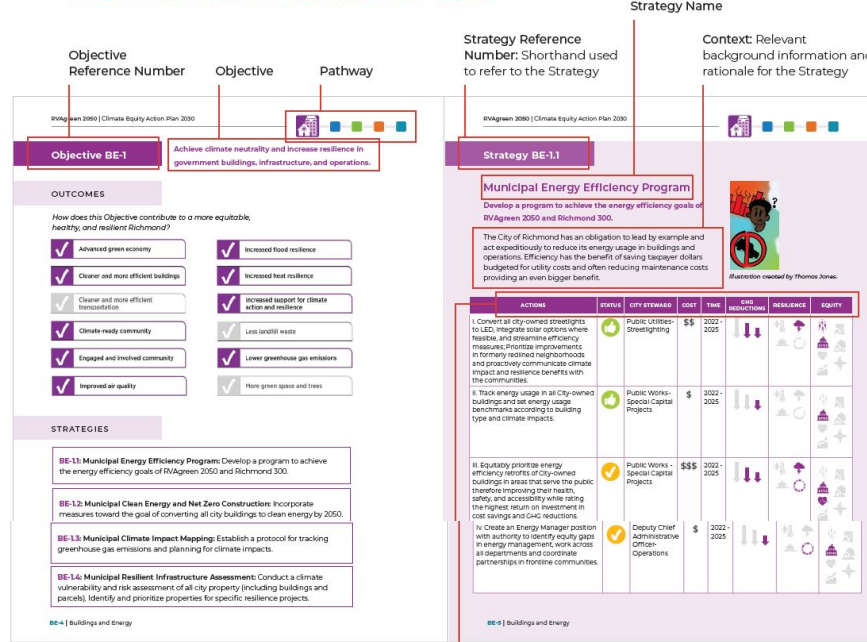 Strategy Name
Objective
Reference Number
Objective
Pathway
Strategy Reference
Number: Shorthand used
to refer to the Strategy
Context: Relevant
background information and
rationale for the Strategy
RVAgreen 2050 | Climate Equity Action Plan 2030
Objective BE-1
Achieve climate neutrality and increase resilience in
government buildings, infrastructure, and operations.
OUTCOMES
How does this Objective contribute to a more equitable,
healthy, and resilient Richmond?
Advanced green economy
Increased flood resilience
Cleaner and more efficient buildings
Increased heat resilience
Cleaner and more efficient
transportation
Increased support for climate
action and resilience
Climate-ready community
Less landfill waste
Engaged and involved community
Lower greenhouse gas emissions
Improved air quality
More green space and trees
STRATEGIES
BE-1.1: Municipal Energy Efficiency Program: Develop a program to achieve
the energy efficiency goals of RVAgreen 2050 and Richmond 300.
BE-1.2: Municipal Clean Energy and Net Zero Construction: Incorporate
measures toward the goal of converting all city buildings to clean energy by 2050.
BE-1.3: Municipal Climate Impact Mapping: Establish a protocol for tracking
greenhouse gas emissions and planning for climate impacts.
BE-1.4: Municipal Resilient Infrastructure Assessment: Conduct a climate
vulnerability and risk assessment of all city property (including buildings and
parcels). Identify and prioritize properties for specific resilience projects.
BE-4 | Buildings and Energy
RVAgreen 2050 | Climate Equity Action Plan 2030
Strategy BE-1.1
Municipal Energy Efficiency Program
Develop a program to achieve the energy efficiency goals of
RVAgreen 2050 and Richmond 300.
The City of Richmond has an obligation to lead by example and
act expeditiously to reduce its energy usage in buildings and
operations. Efficiency has the benefit of saving taxpayer dollars
budgeted for utility costs and often reducing maintenance costs
providing an even bigger benefit.
?
Illustration created by Thomas Jones.
ACTIONS STATUS CITY STEWARD COST TIME GHG REDUCTIONS RESILIENCE EQUITY
i. Convert all city-owned streetlights
to LED, integrate solar options where
feasible, and streamline efficiency
measures; Prioritize improvements
in formerly redlined neighborhoods
and proactively communicate climate
impact and resilience benefits with
the communities.
Public Utilities-
Streetlighting
$$
2022-
2025
ii. Track energy usage in all City-owned
buildings and set energy usage
benchmarks according to building
type and climate impacts.
Public Works-
Special Capital
Projects
$
2022-
2025
iii. Equitably prioritize energy
efficiency retrofits of City-owned
buildings in areas that serve the public
therefore improving their health,
safety, and accessibility while rating
the highest return on investment in
cost savings and GHG reductions.
Public Works -
Special Capital
Projects
$$$
2022-
2025
iv. Create an Energy Manager position
with authority to identify equity gaps
in energy management, work across
all departments and coordinate
partnerships in frontline communities.
Deputy Chief
Administrative
Officer-
Operations
$
2022-
2025
BE-5 | Buildings and Energy